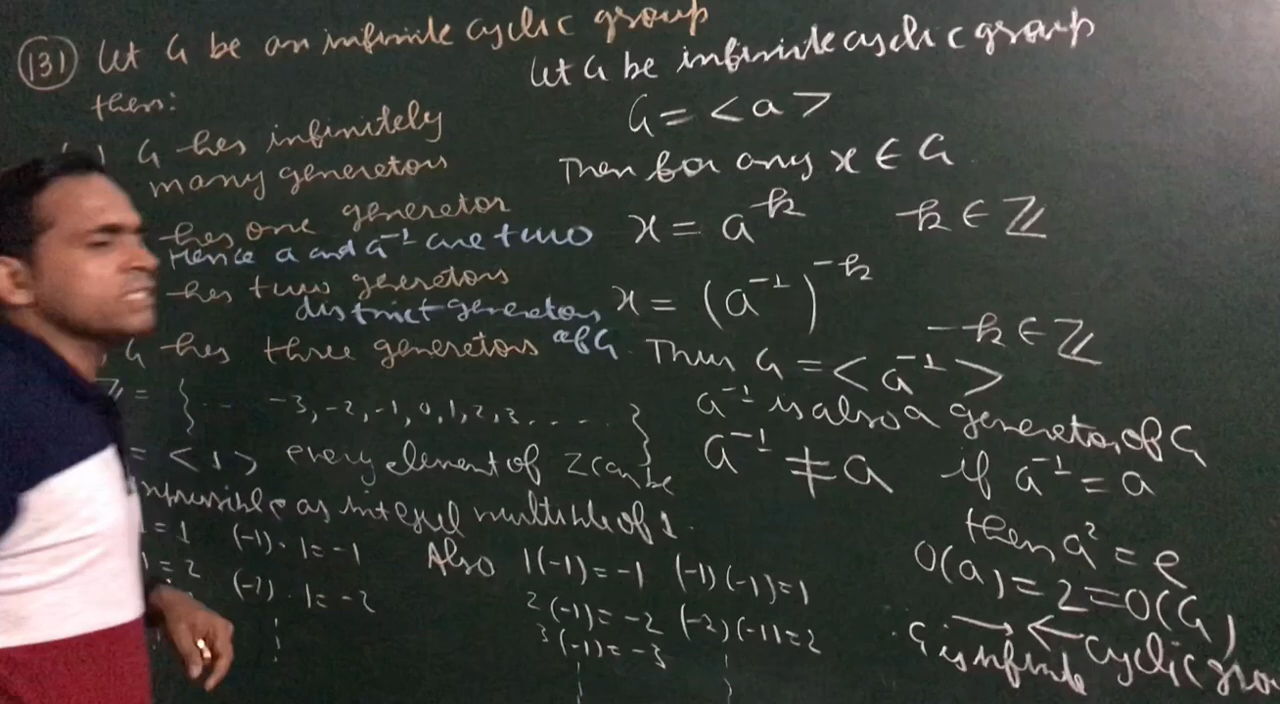 (131) Let G be an infinite cyclic group
then:
G has infinitely
many generators
has one generator
Hence a and a⁻¹ are two
has two generators
distinct generators
of G.
G has three generators
ℤ = { ... -3, -2, -1, 0, 1, 2, 3, ..... }
= <1> every element of Z can be
expressible as integral multiple of 1.
= 1 (-1)·1 = -1
= 2 (-2)·1 = -2
Also 1(-1) = -1 (-1)(-1) = 1
2(-1) = -2 (-2)(-1) = 2
3(-1) = -3
Let G be infinite cyclic group
G = <a>
Then for any x ∈ G
x = a^k k ∈ ℤ
x = (a⁻¹)^-k -k ∈ ℤ
Thus G = <a⁻¹>
a⁻¹ is also a generator of G
a⁻¹ ≠ a if a⁻¹ = a
then a² = e
O(a) = 2 = O(G)
→ ←
G is infinite cyclic grou